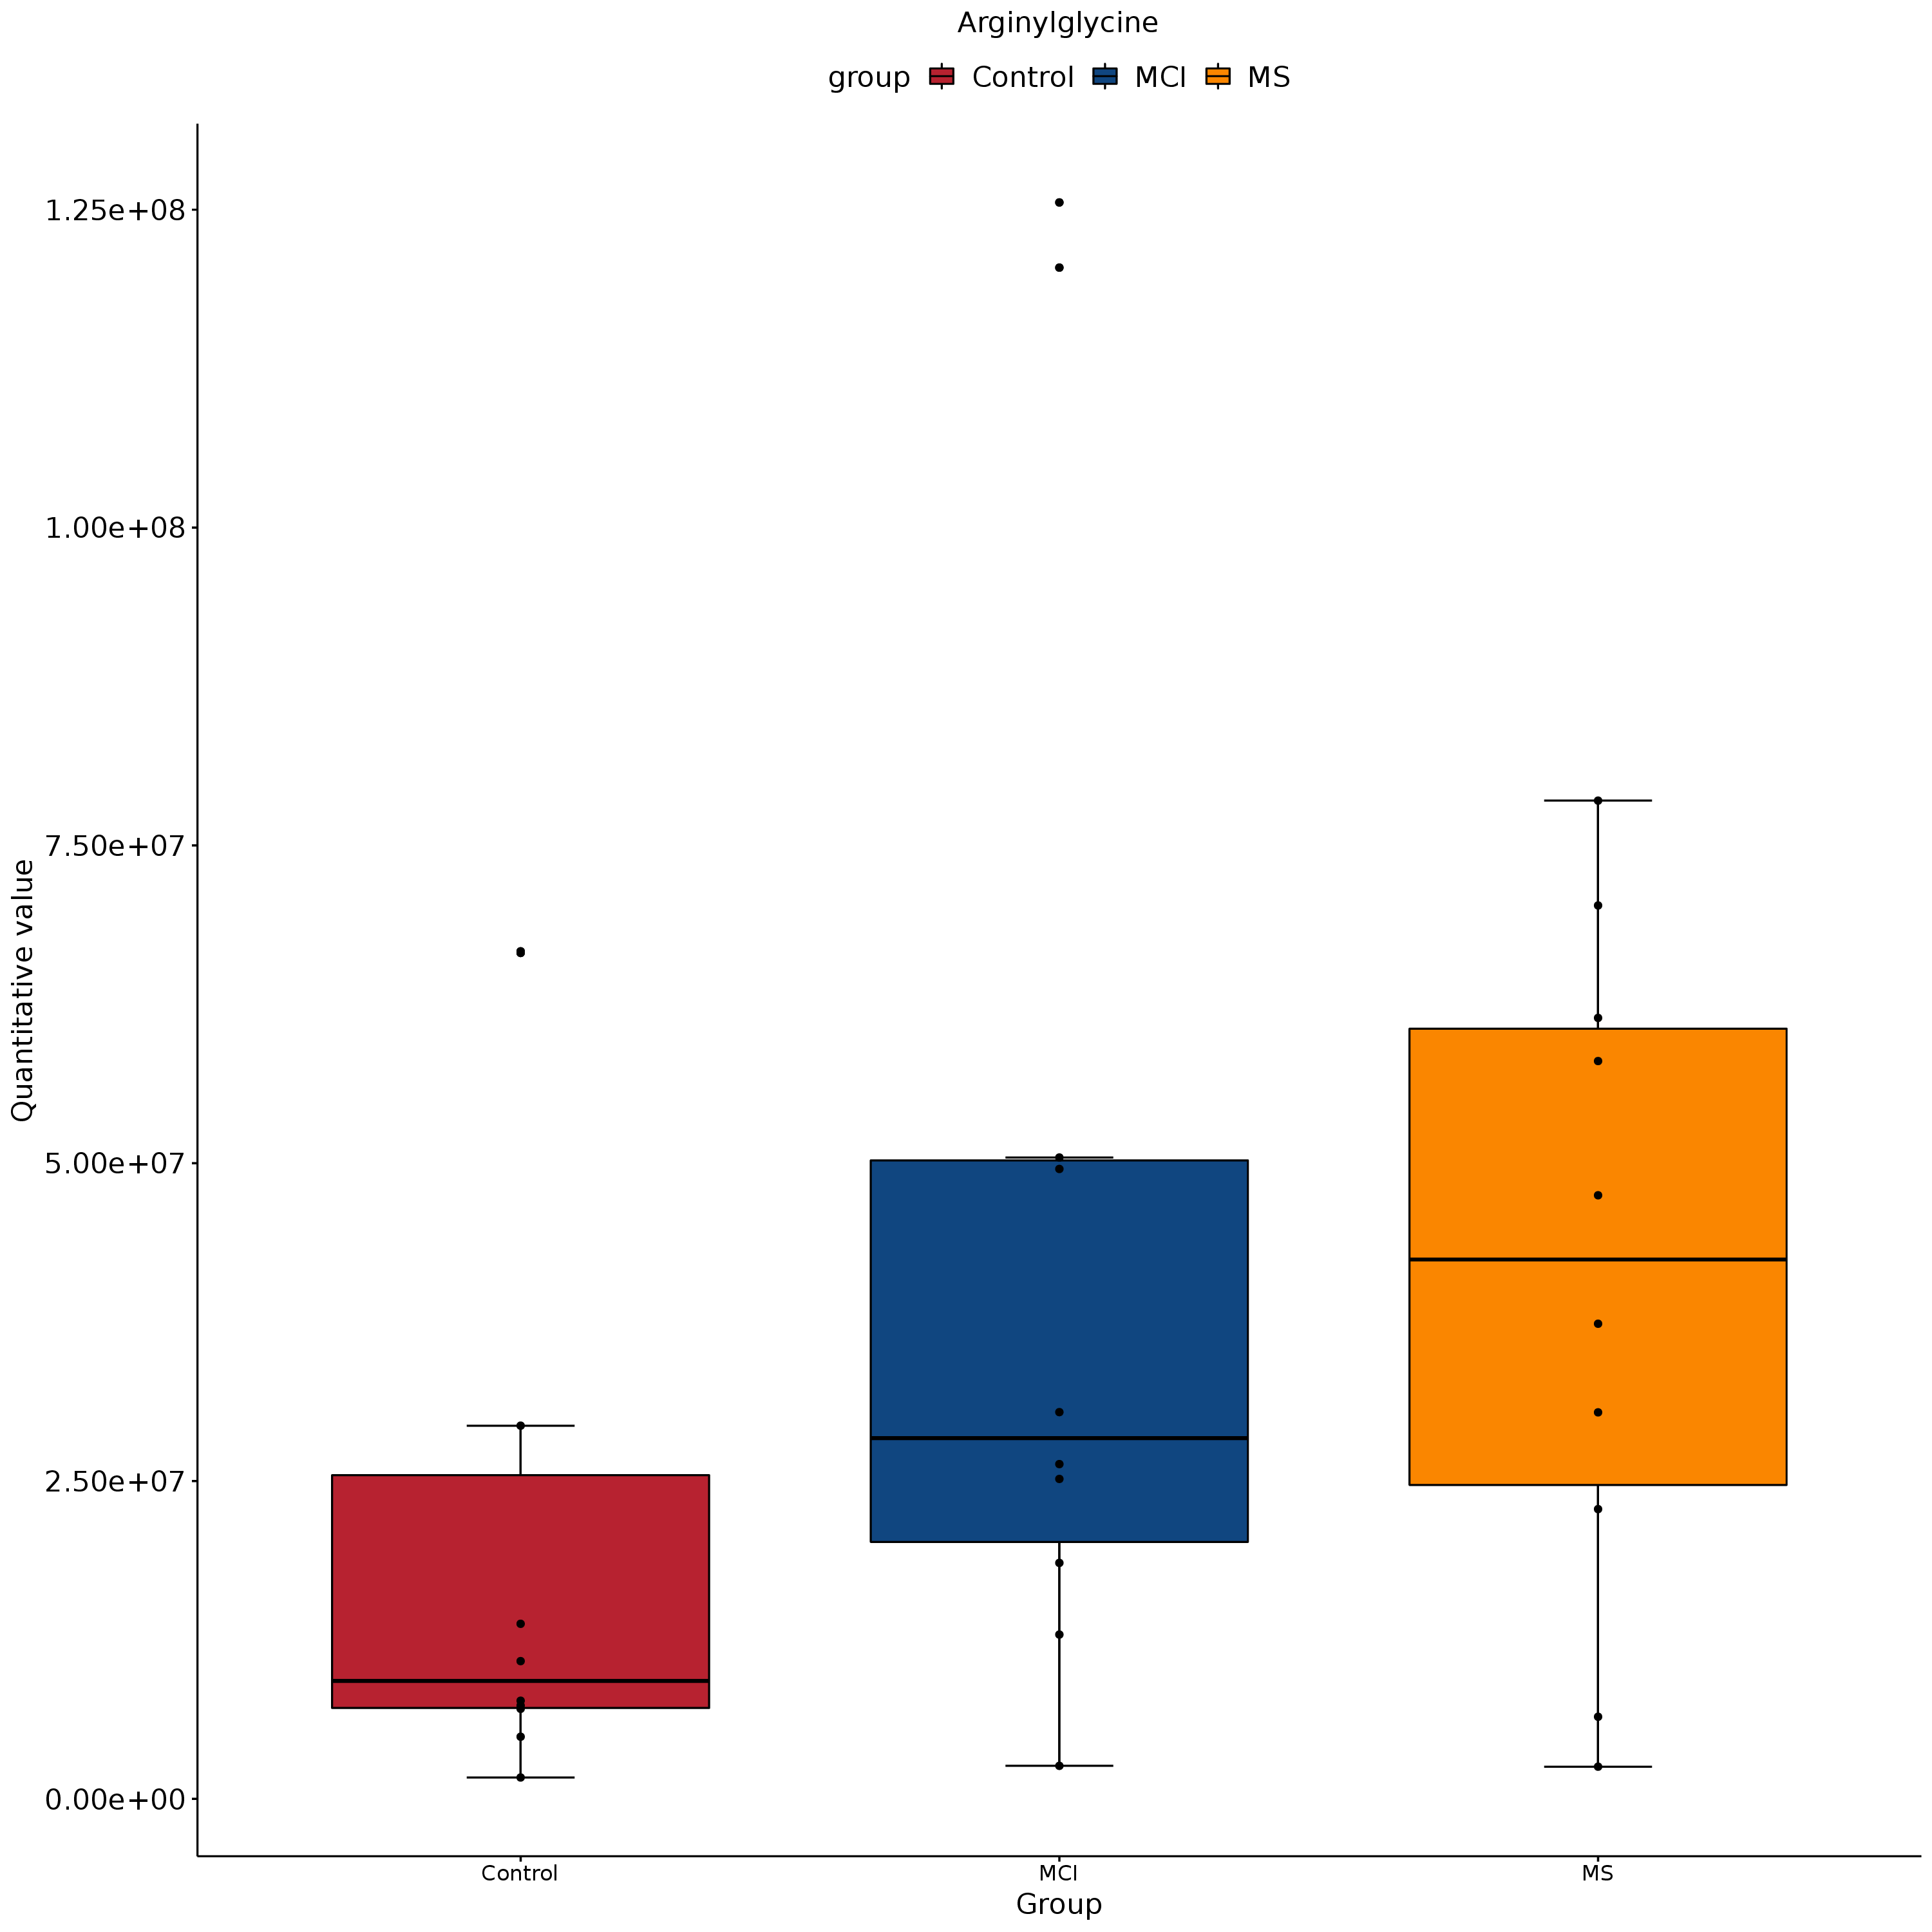 Arginylglycine
group Control MCI MS
1.25e+08
1.00e+08
7.50e+07
5.00e+07
2.50e+07
0.00e+00
Quantitative value
Control MCI MS
Group